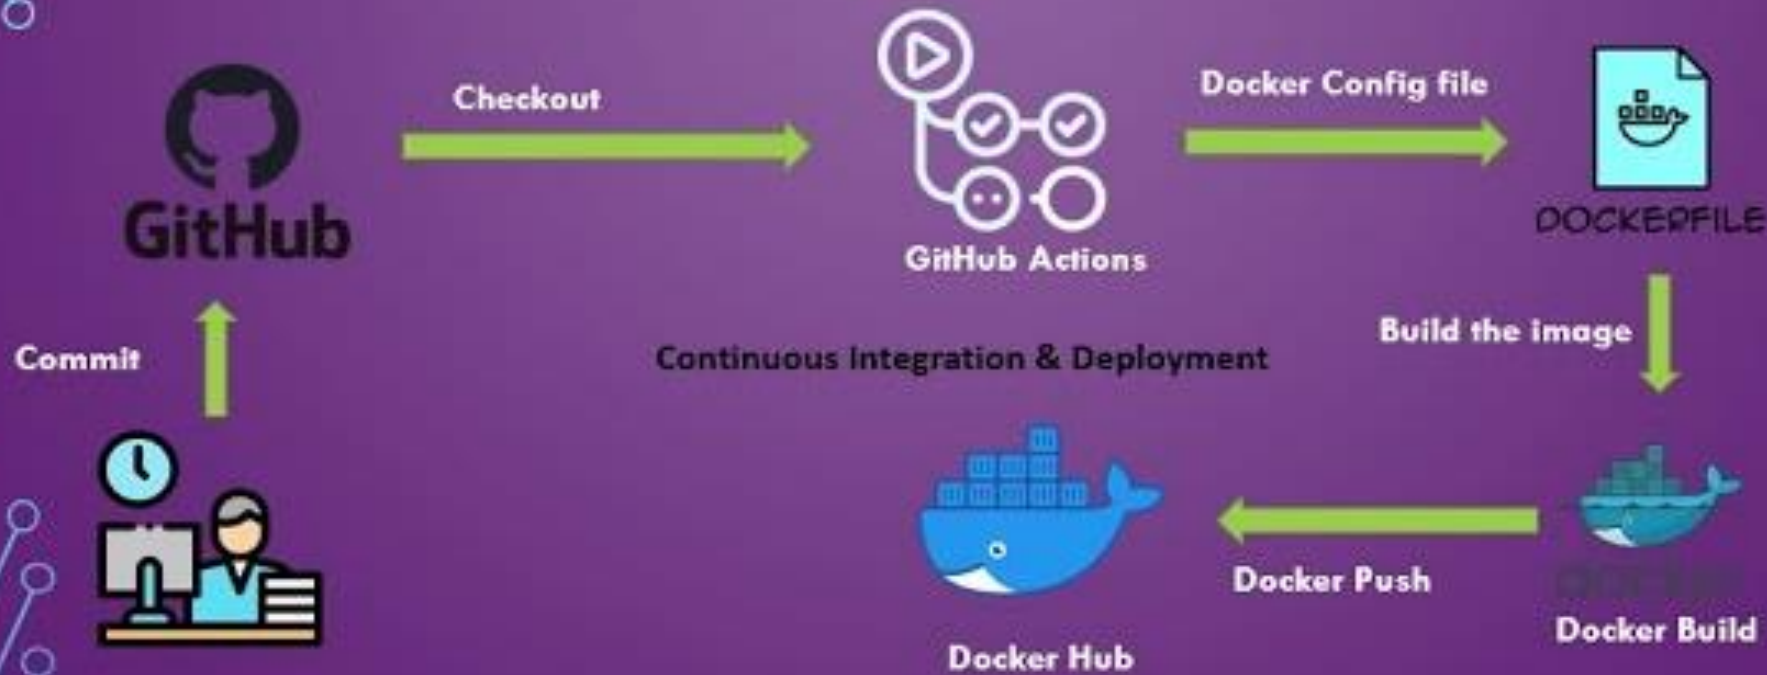 Checkout
Docker Config file
GitHub
DOCKERFILE
GitHub Actions
Commit
Continuous Integration & Deployment
Build the image
Docker Push
Docker Build
Docker Hub